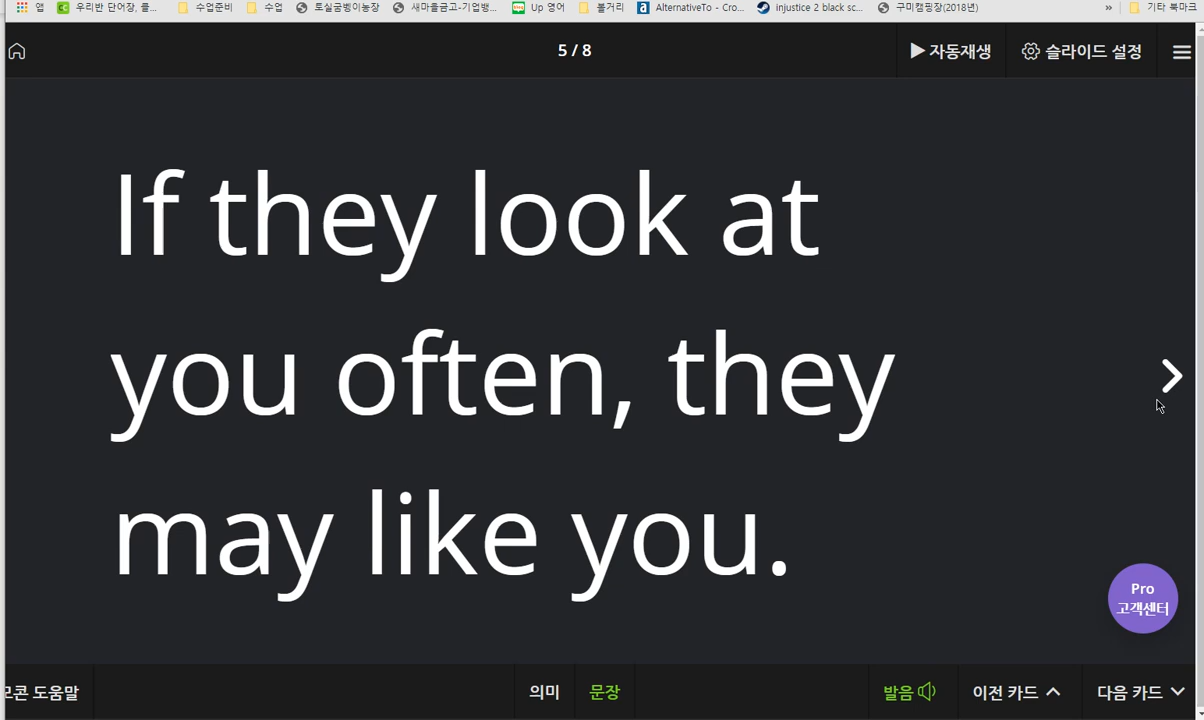 앱 우리반 단어장, 클... 수업준비 수업 토실굼벵이농장 새마을금고-기업뱅... Up 영어 볼거리 AlternativeTo - Cro... injustice 2 black sc... 구미캠핑장(2018년) » 기타 북마크
5 / 8 자동재생 슬라이드 설정
If they look at
you often, they
may like you.
Pro
고객센터
도움말 의미 문장 발음 이전 카드 다음 카드